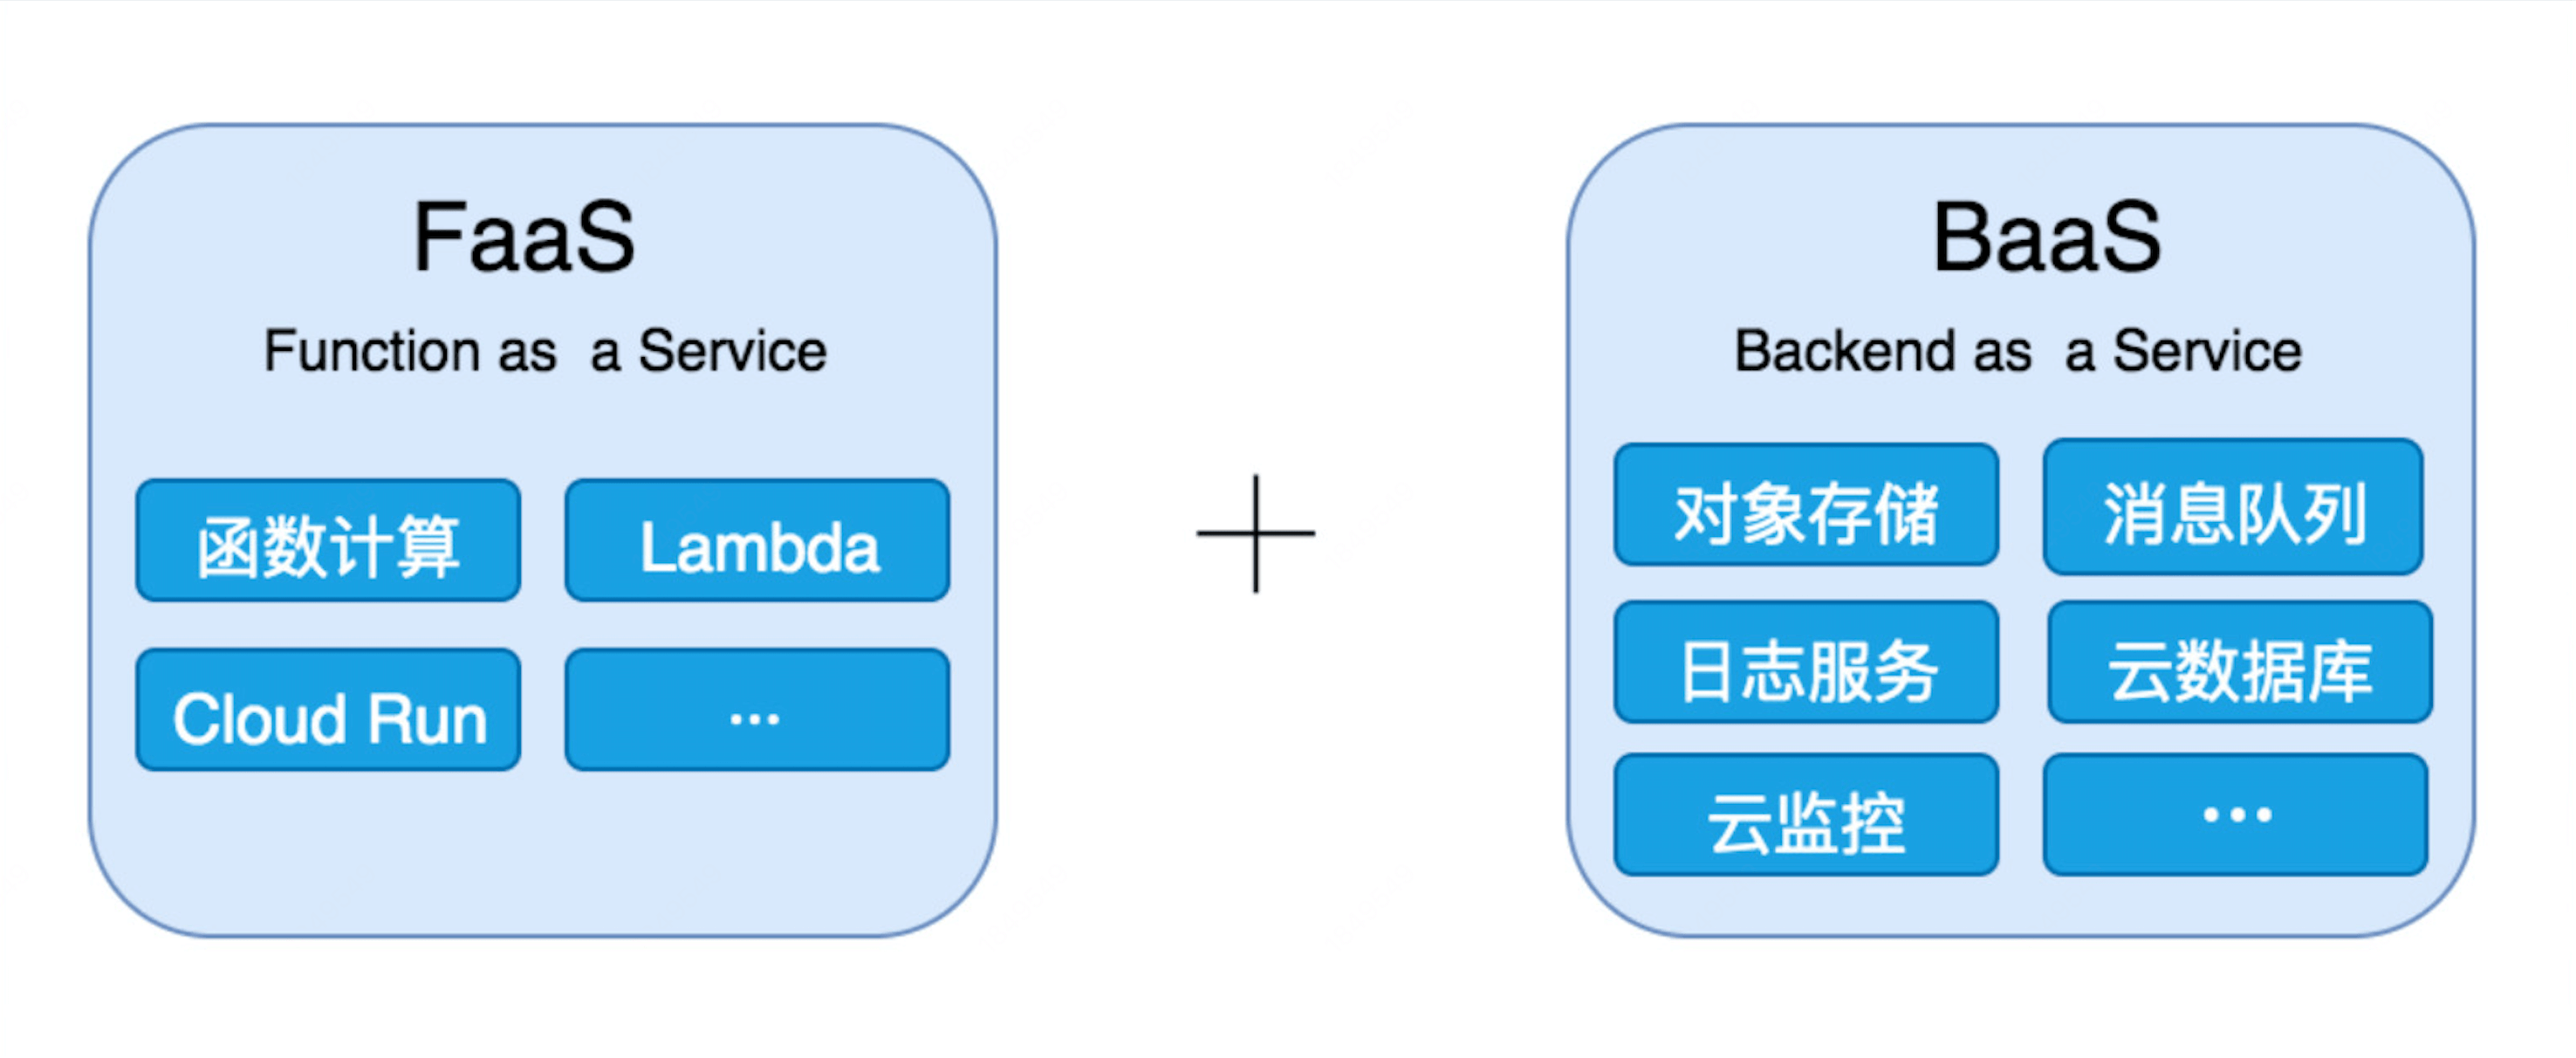 FaaS
Function as a Service
函数计算
Lambda
Cloud Run
...
BaaS
Backend as a Service
对象存储
消息队列
日志服务
云数据库
云监控
...